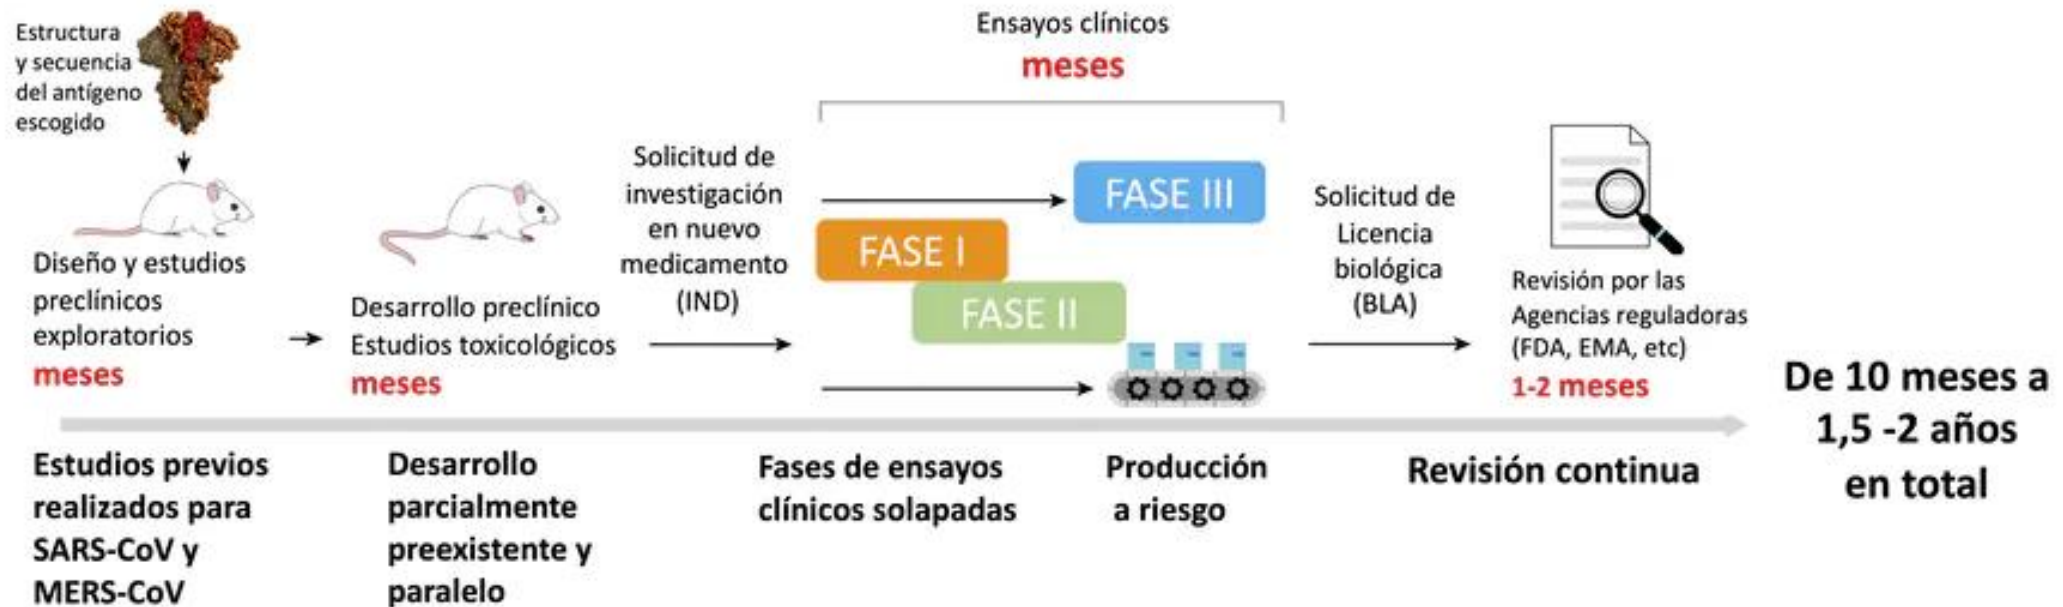 Estructura
y secuencia
del antígeno
escogido
Diseño y estudios
preclínicos
exploratorios
meses
Desarrollo preclínico
Estudios toxicológicos
meses
Solicitud de
investigación
en nuevo
medicamento
(IND)
Ensayos clínicos
meses
FASE III
FASE I
FASE II
Solicitud de
Licencia
biológica
(BLA)
Revisión por las
Agencias reguladoras
(FDA, EMA, etc)
1-2 meses
De 10 meses a
1,5 -2 años
en total
Estudios previos
realizados para
SARS-CoV y
MERS-CoV
Desarrollo
parcialmente
preexistente y
paralelo
Fases de ensayos
clínicos solapadas
Producción
a riesgo
Revisión continua